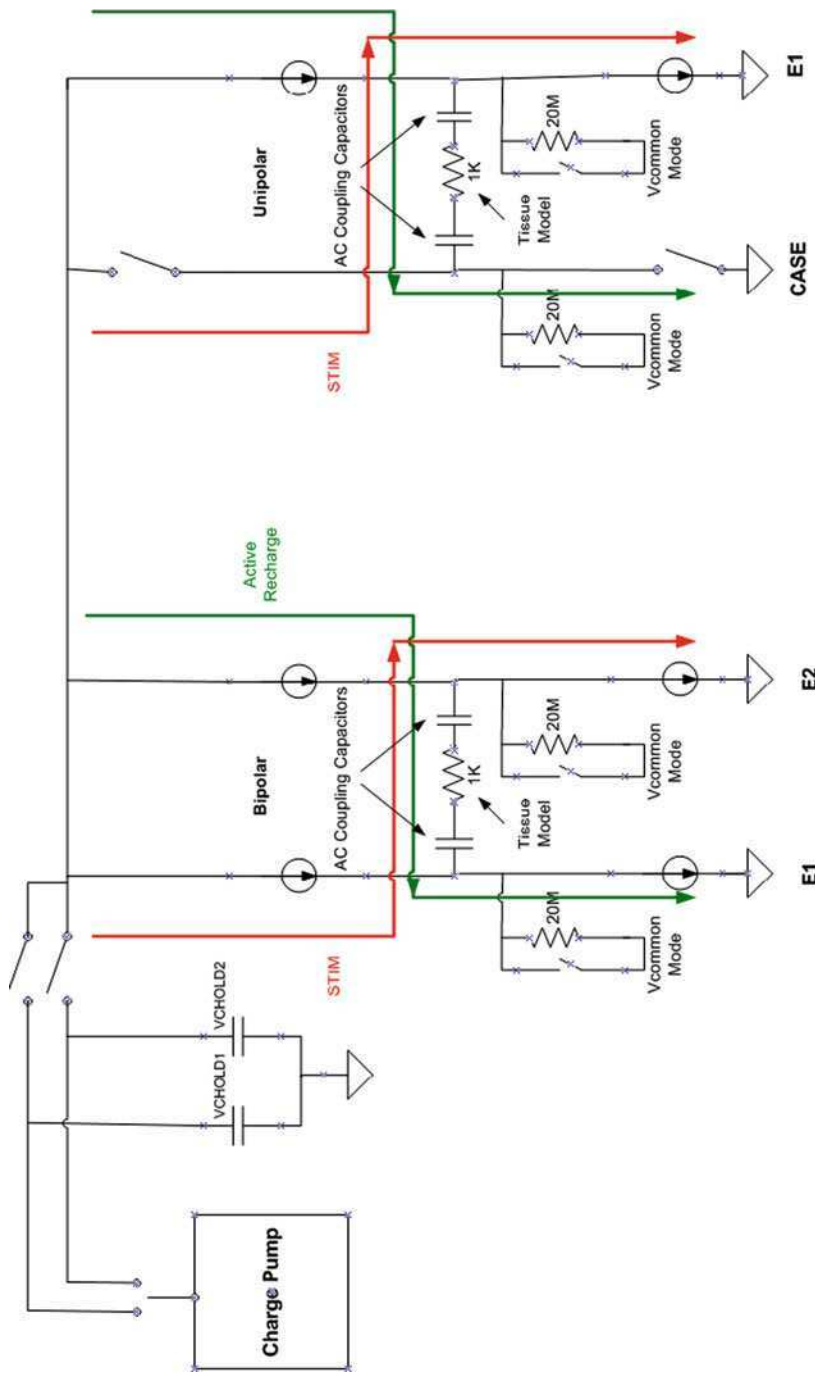 Charge Pump
VCHOLD1
VCHOLD2
STIM
Bipolar
Active
Recharge
AC Coupling Capacitors
1K
Tissue
Model
20M
Vcommon
Mode
E1
20M
Vcommon
Mode
E2
STIM
Unipolar
AC Coupling Capacitors
1K
Tissue
Model
20M
Vcommon
Mode
CASE
20M
Vcommon
Mode
E1